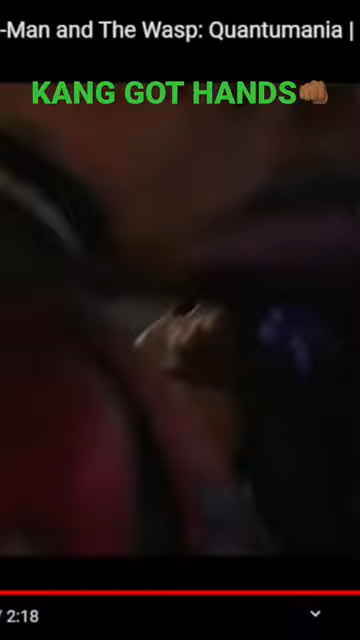 -Man and The Wasp: Quantumania |
KANG GOT HANDS👊🏽
/ 2:18